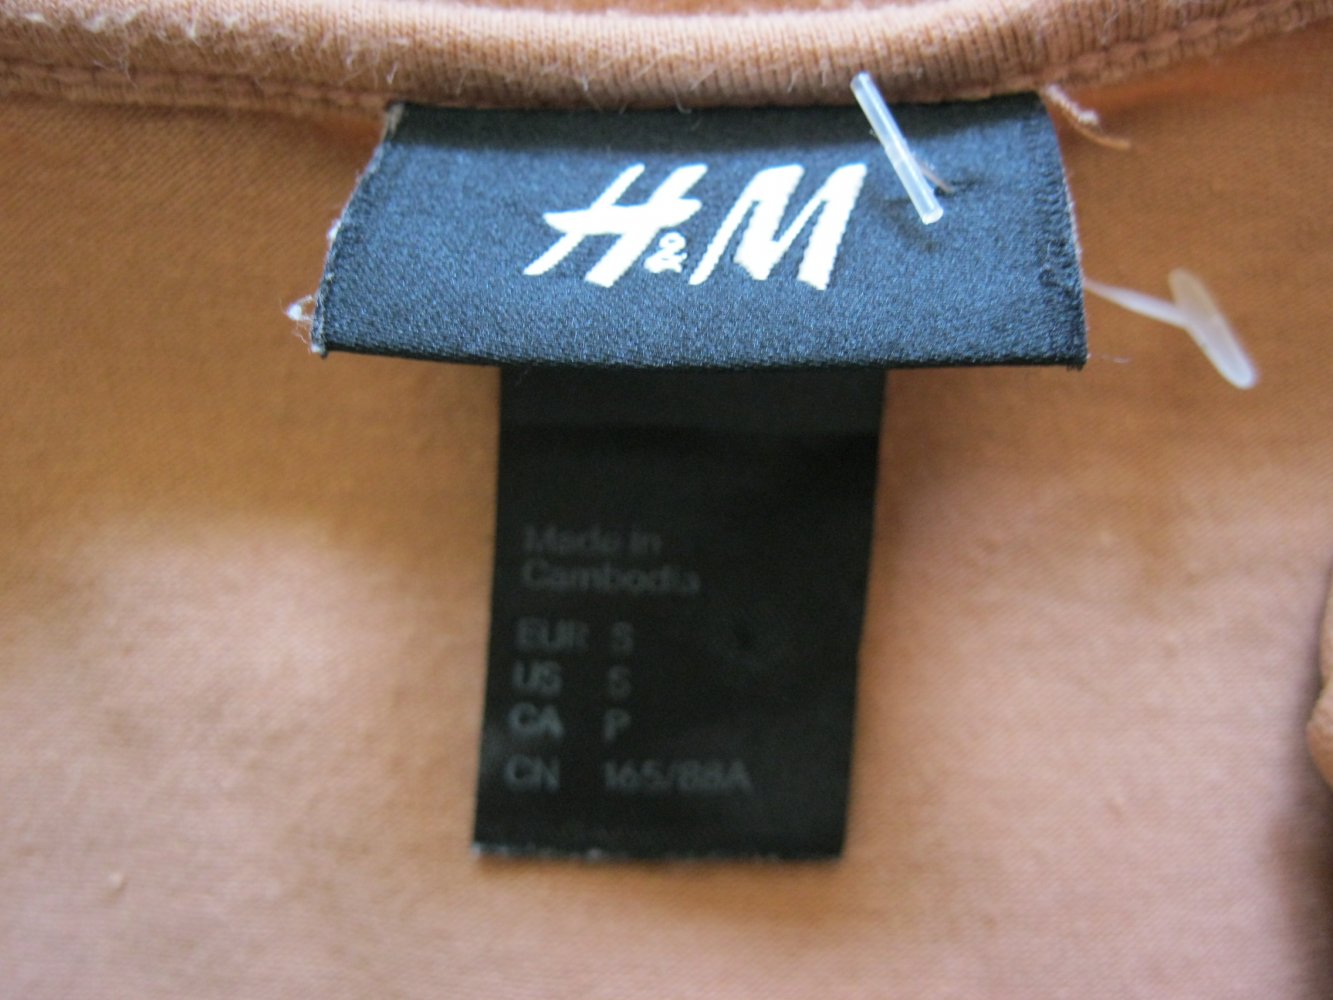 H&M
Made in
Cambodia
EUR S
US S
CA P
CN 165/88A